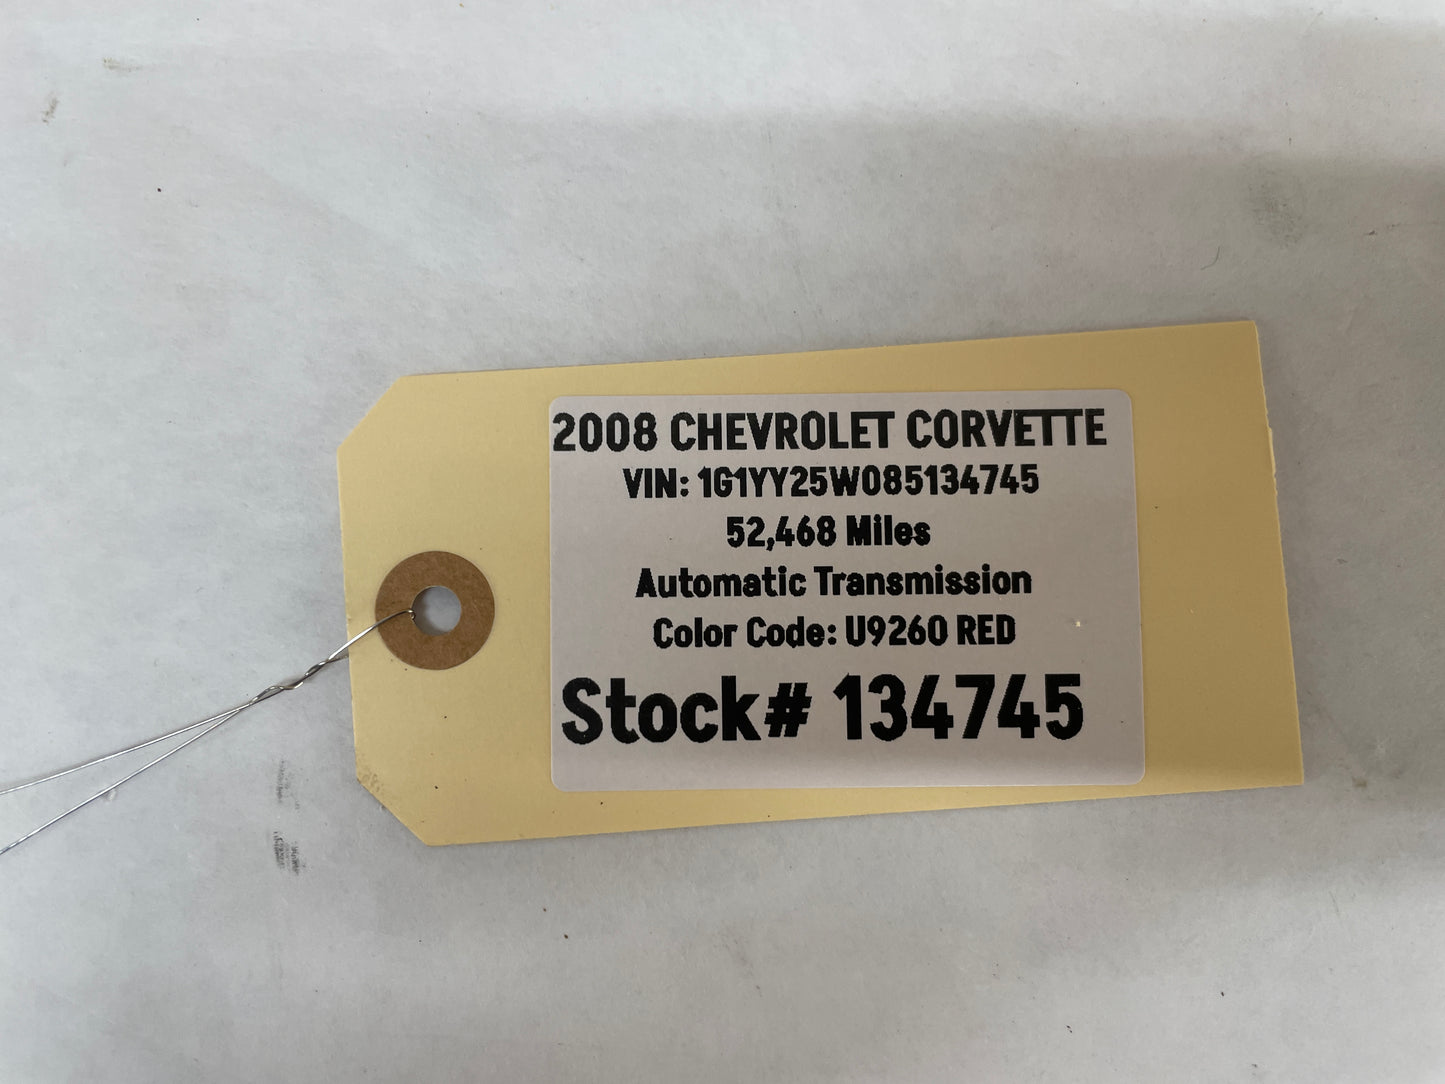 2008 CHEVROLET CORVETTE
VIN: 1G1YY25W085134745
52,468 Miles
Automatic Transmission
Color Code: U9260 RED
Stock# 134745